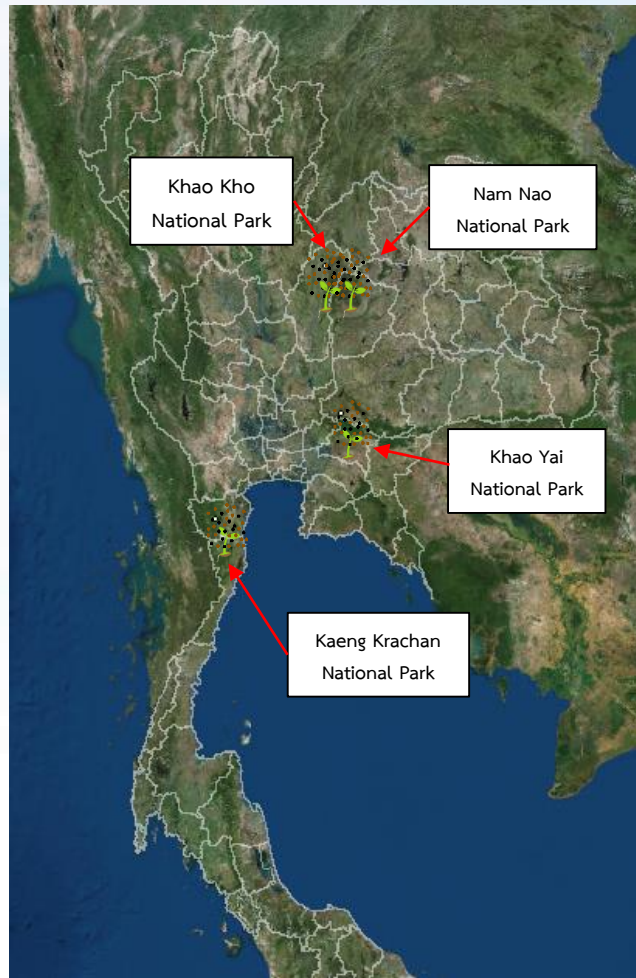 Khao Kho
National Park
Nam Nao
National Park
Khao Yai
National Park
Kaeng Krachan
National Park